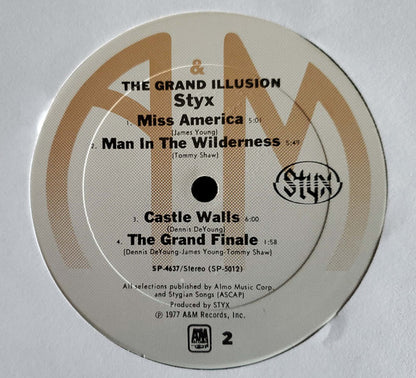 &
A M
THE GRAND ILLUSION
Styx
1. Miss America 5:01
(James Young)
2. Man In The Wilderness 5:49
(Tommy Shaw)
Styx
3. Castle Walls 6:00
(Dennis DeYoung)
4. The Grand Finale 1:58
(Dennis DeYoung-James Young-Tommy Shaw)
SP-4637/Stereo (SP-5012)
All selections published by Almo Music Corp.
and Stygian Songs (ASCAP)
Produced by STYX
℗ 1977 A&M Records, Inc.
A&M 2